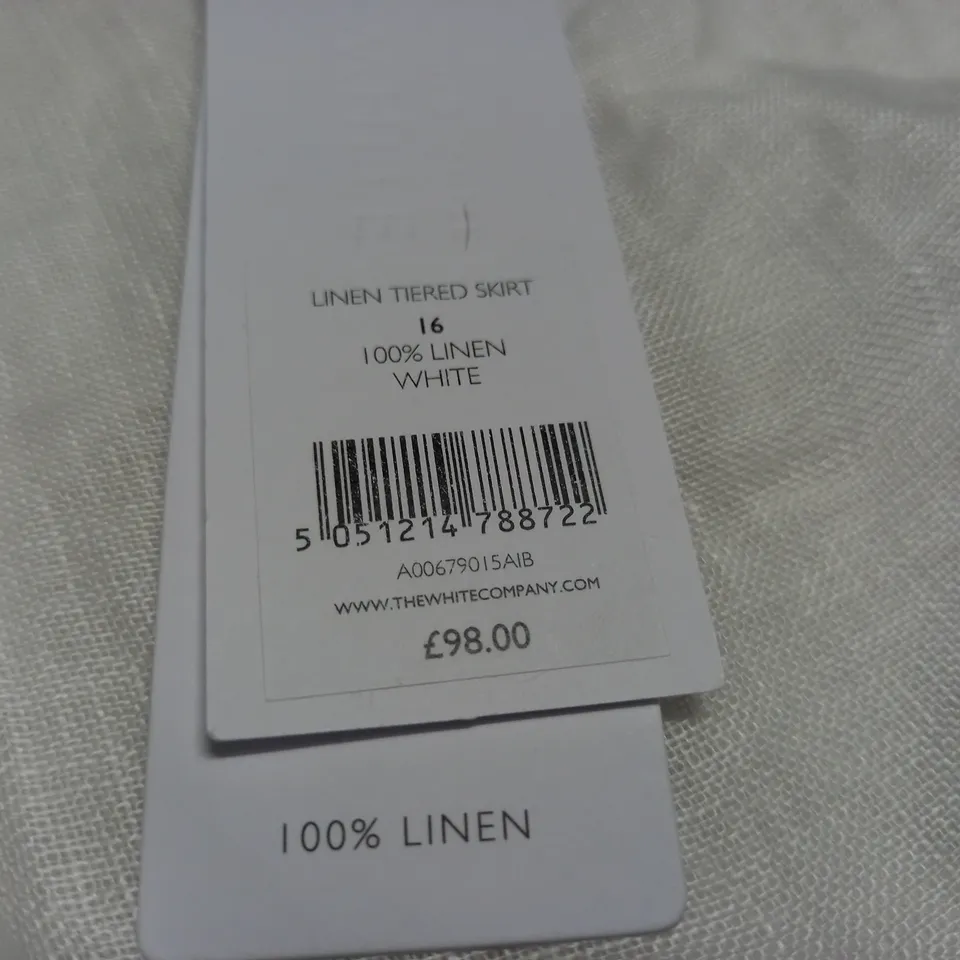 LINEN TIERED SKIRT
16
100% LINEN
WHITE
5 051214 788722
A00679015AIB
WWW.THEWHITECOMPANY.COM
£98.00
100% LINEN